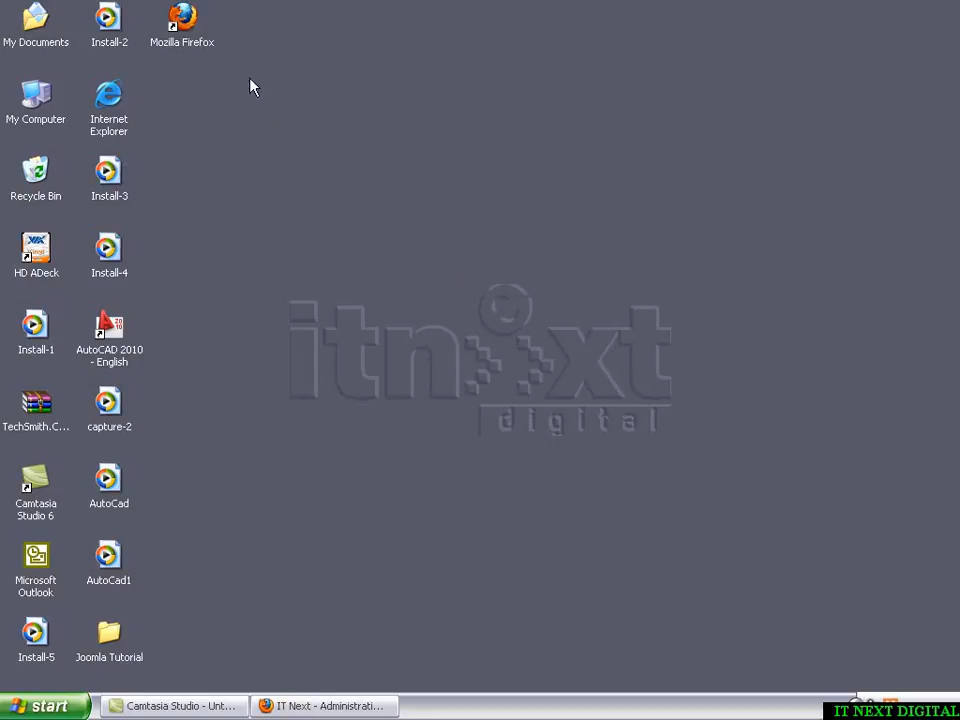 My Documents
Install-2
Mozilla Firefox
My Computer
Internet
Explorer
Recycle Bin
Install-3
HD ADeck
Install-4
Install-1
AutoCAD 2010
- English
TechSmith.C...
capture-2
Camtasia
Studio 6
AutoCad
Microsoft
Outlook
AutoCad1
Install-5
Joomla Tutorial
itnext
digital
start
Camtasia Studio - Unt...
IT Next - Administrati...
IT NEXT DIGITAL